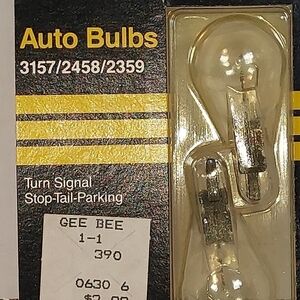 Auto Bulbs
3157/2458/2359
Turn Signal
Stop-Tail-Parking
GEE BEE
1-1
390
0630 6